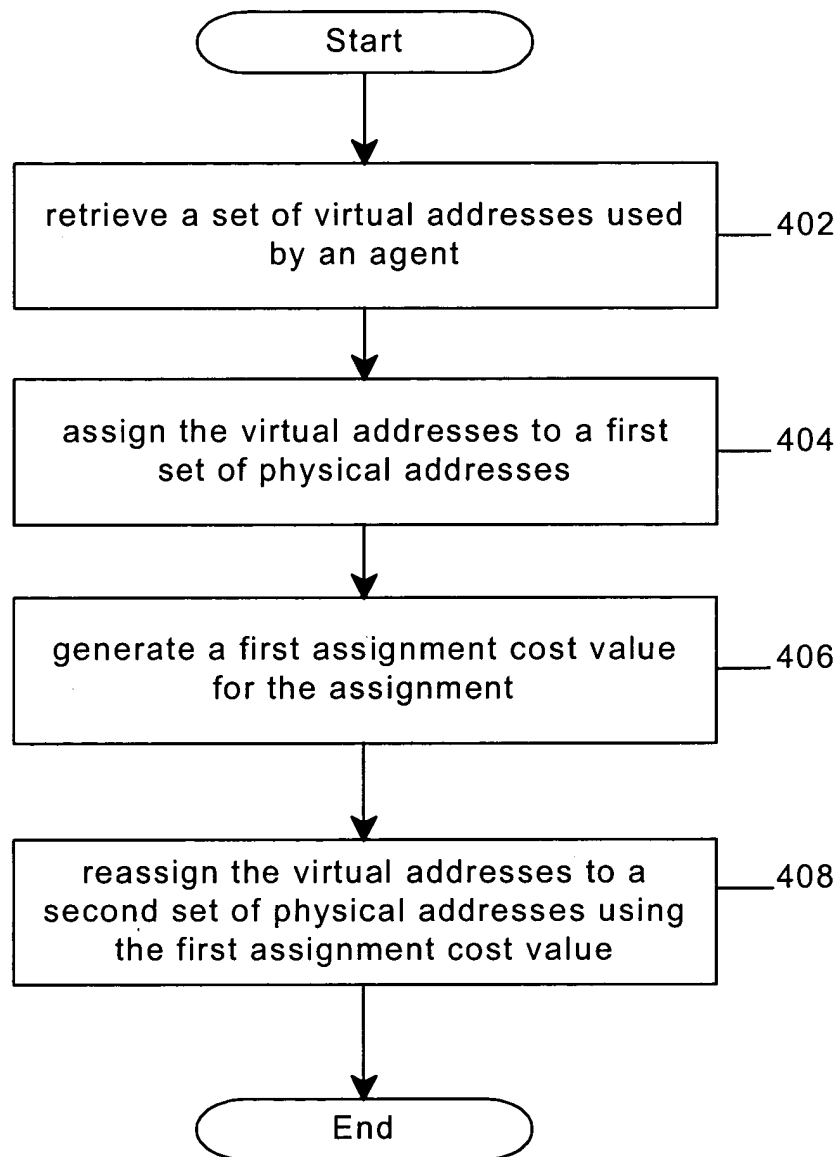 Start
retrieve a set of virtual addresses used
by an agent
402
assign the virtual addresses to a first
set of physical addresses
404
generate a first assignment cost value
for the assignment
406
reassign the virtual addresses to a
second set of physical addresses using
the first assignment cost value
408
End